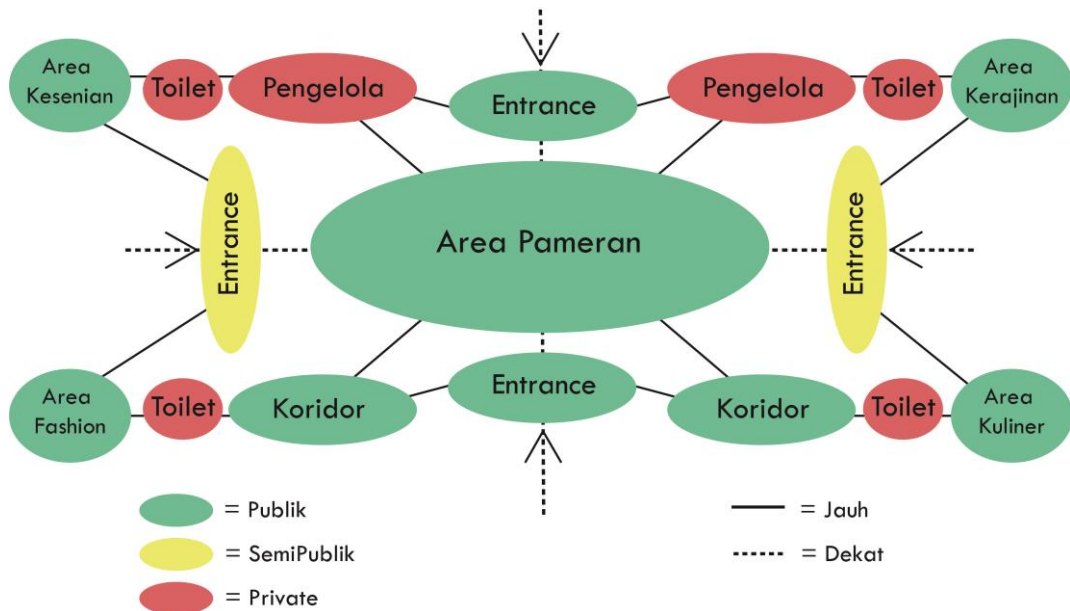 Area
Kesenian
Toilet
Pengelola
Entrance
Pengelola
Toilet
Area
Kerajinan
Entrance
Area Pameran
Entrance
Area
Fashion
Toilet
Koridor
Entrance
Koridor
Toilet
Area
Kuliner
= Publik
= SemiPublik
= Private
= Jauh
= Dekat